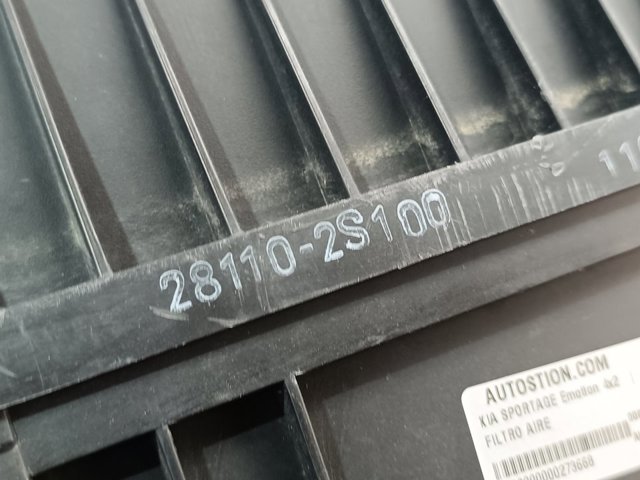 28110-2S100
AUTOSTION.COM
KIA SPORTAGE Emotion 4x2
FILTRO AIRE